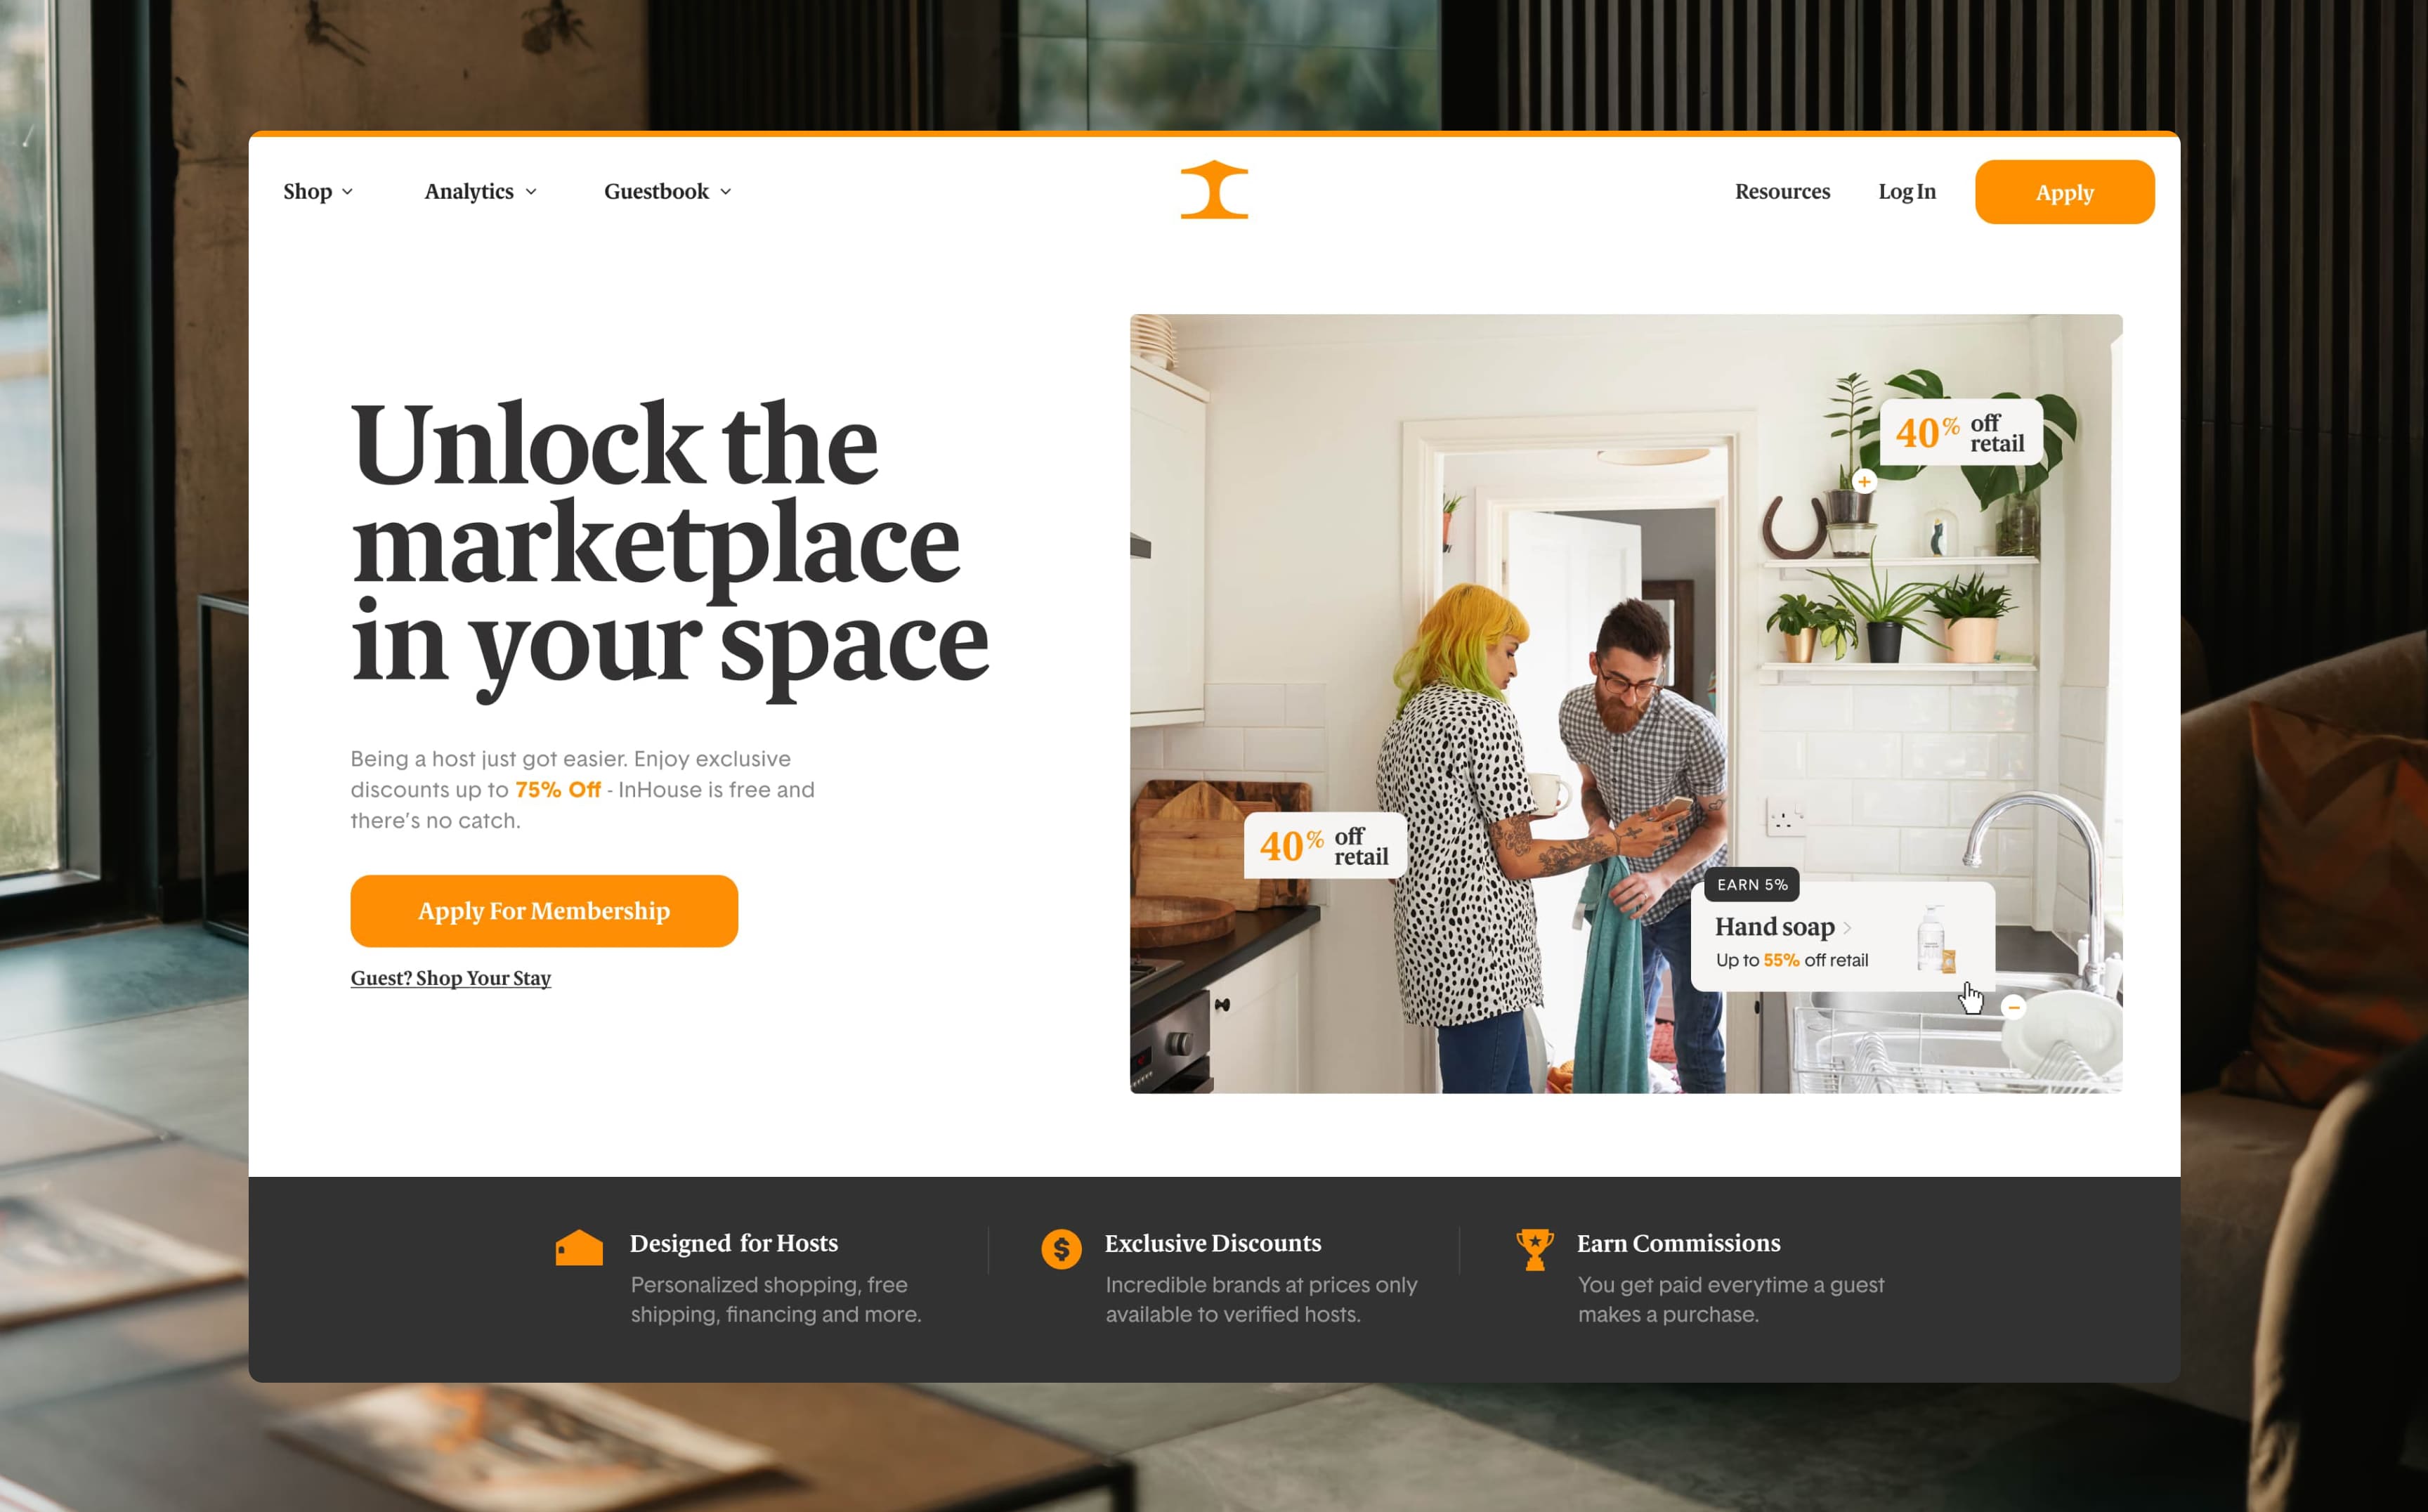 Shop
Analytics
Guestbook
Resources
Log In
Apply
Unlock the
marketplace
in your space
Being a host just got easier. Enjoy exclusive
discounts up to 75% Off - InHouse is free and
there’s no catch.
Apply For Membership
Guest? Shop Your Stay
40% off
retail
40% off
retail
EARN 5%
Hand soap
Up to 55% off retail
Designed for Hosts
Personalized shopping, free
shipping, financing and more.
Exclusive Discounts
Incredible brands at prices only
available to verified hosts.
Earn Commissions
You get paid everytime a guest
makes a purchase.